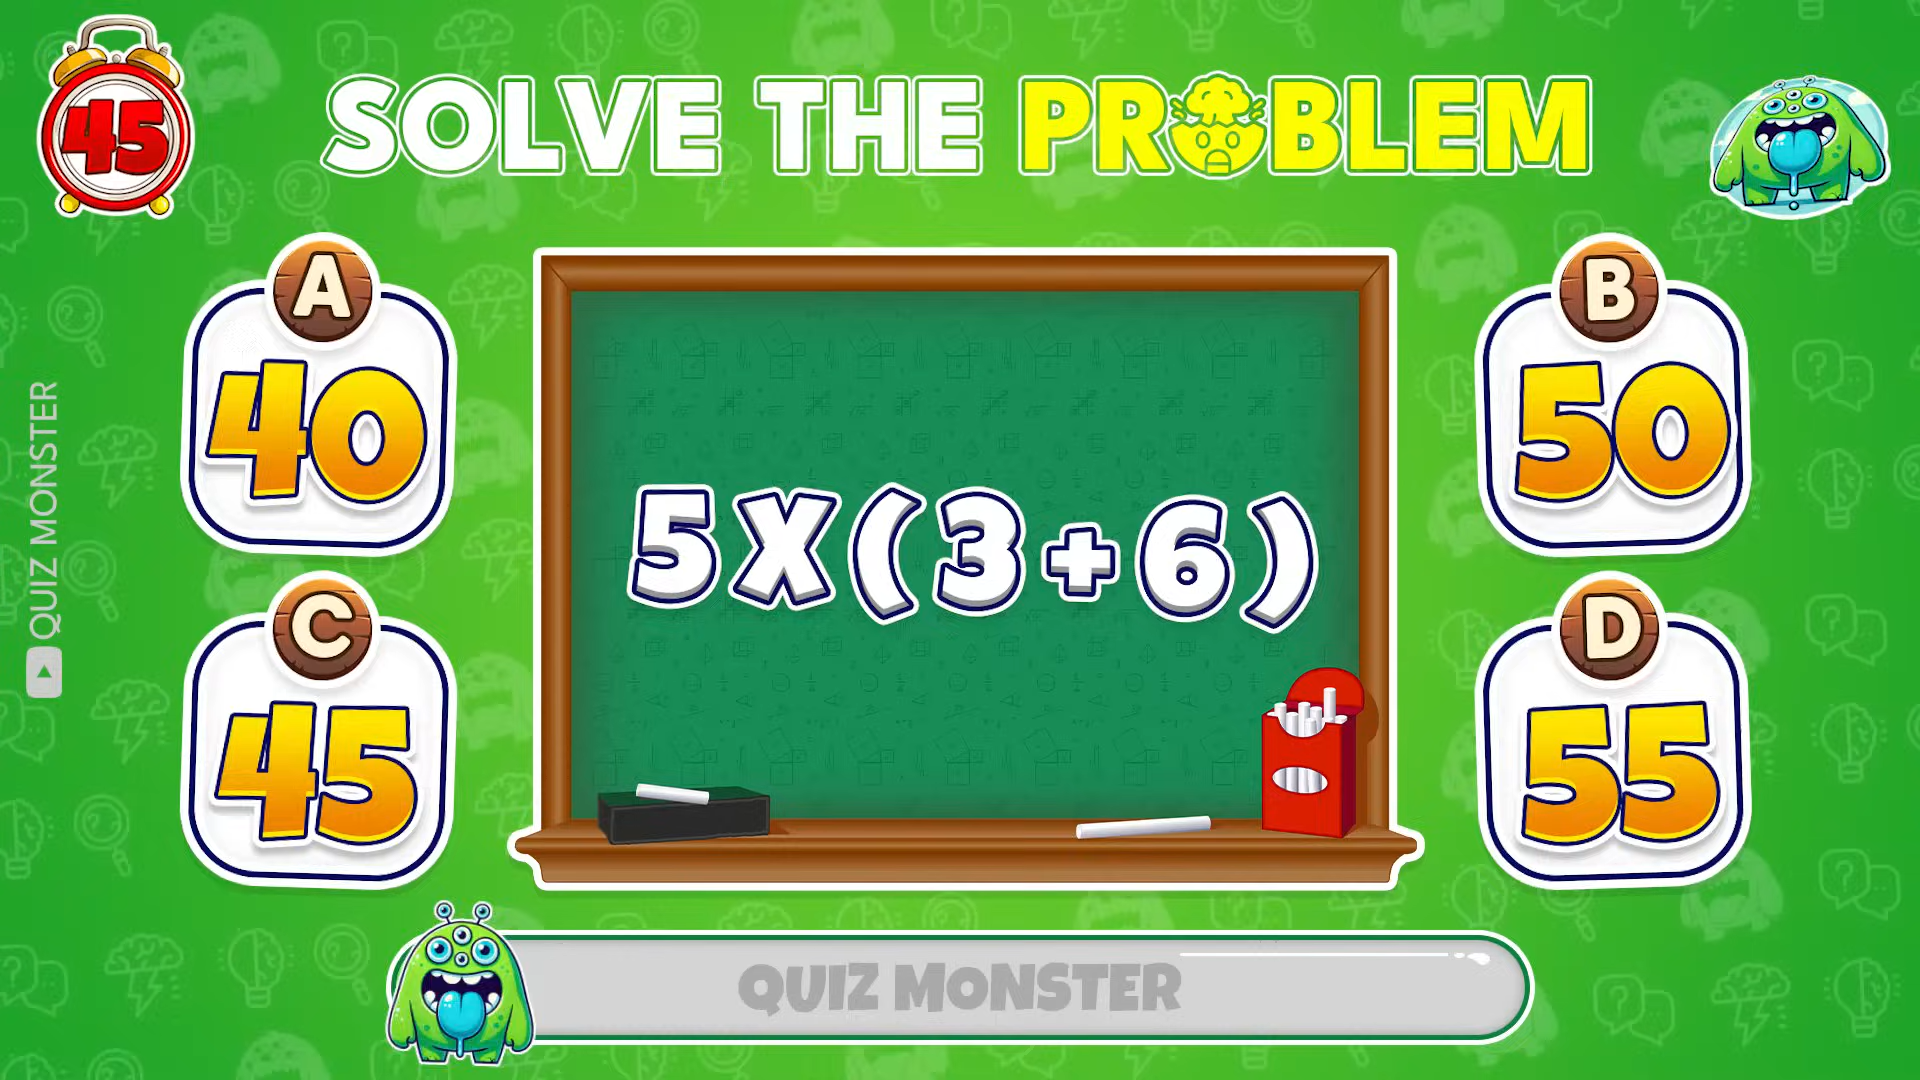 45
SOLVE THE PROBLEM
A
40
B
50
5X(3+6)
C
45
D
55
QUIZ MONSTER
QUIZ MONSTER